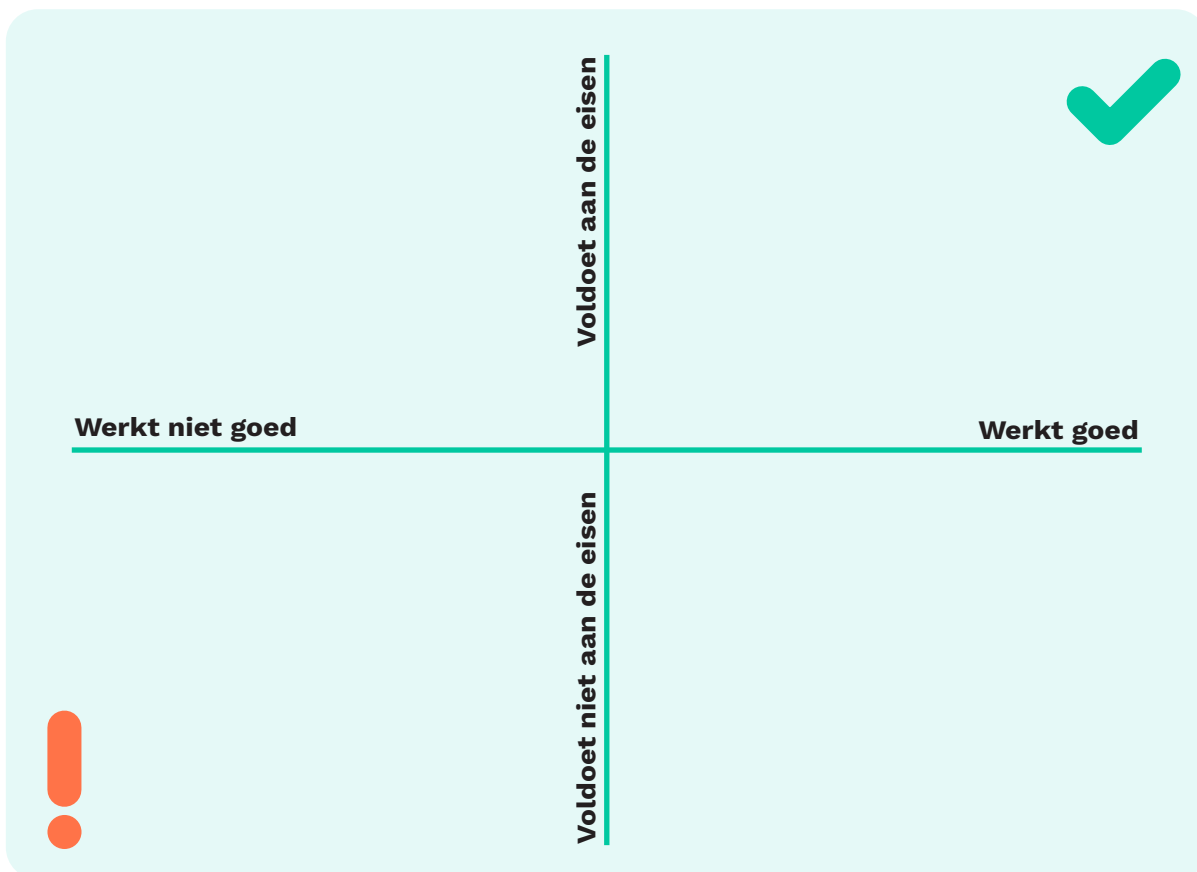 Voldoet aan de eisen
Werkt niet goed
Werkt goed
Voldoet niet aan de eisen